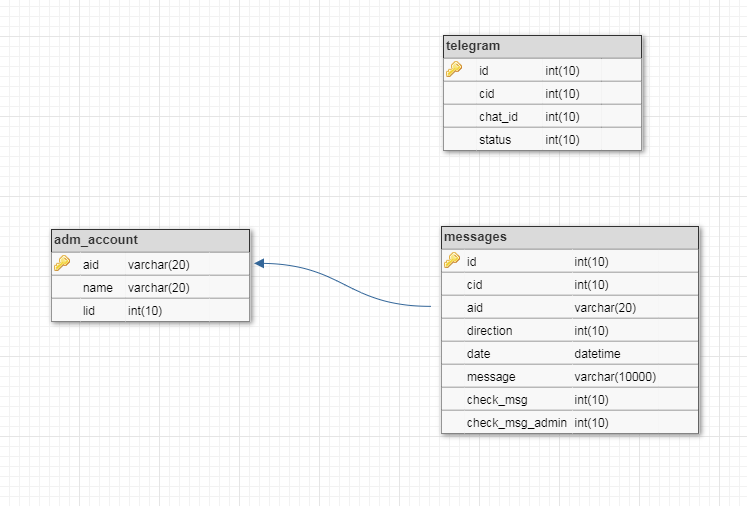 telegram
id int(10)
cid int(10)
chat_id int(10)
status int(10)
adm_account
aid varchar(20)
name varchar(20)
lid int(10)
messages
id int(10)
cid int(10)
aid varchar(20)
direction int(10)
date datetime
message varchar(10000)
check_msg int(10)
check_msg_admin int(10)